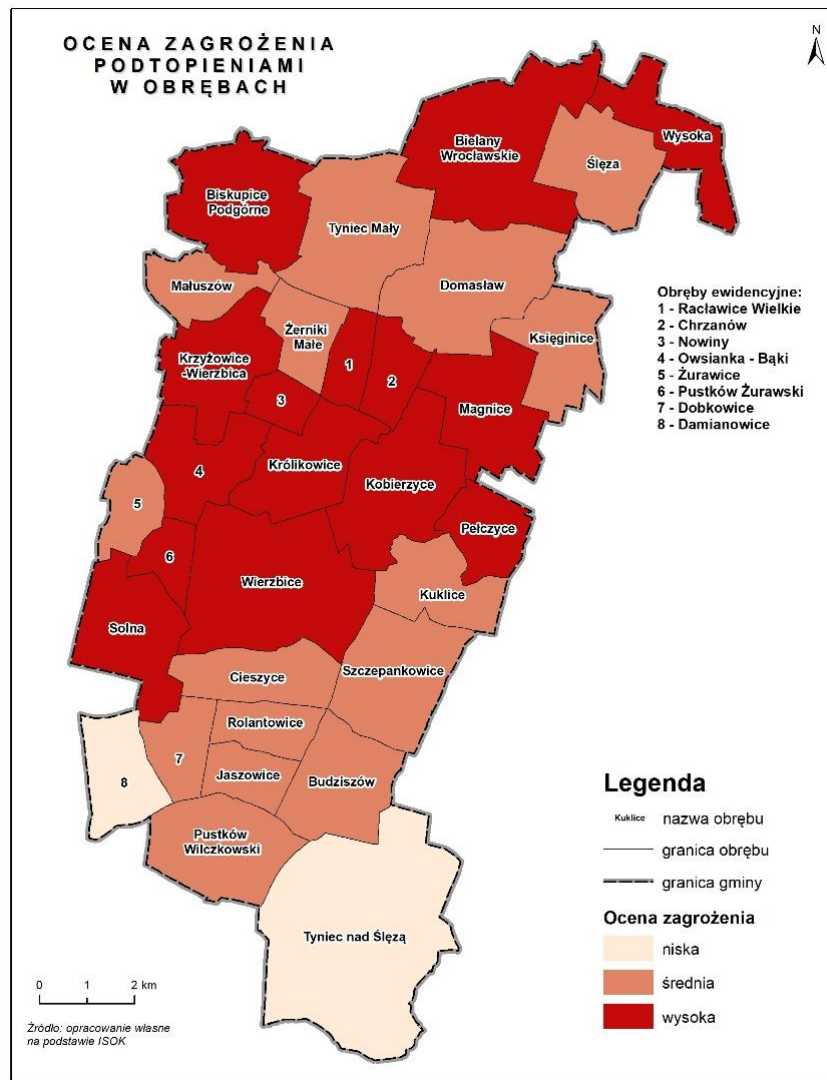 OCENA ZAGROŻENIA
PODTOPIENIAMI
W OBRĘBACH
N
Bielany
Wrocławskie
Wysoka
Ślęza
Biskupice
Podgórne
Tyniec Mały
Małuszów
Domasław
Księginice
Żerniki
Małe
Krzyżowice
-Wierzbica
1
2
3
Magnice
Królikowice
4
Kobierzyce
5
Pełczyce
6
Wierzbice
Kuklice
Solna
Cieszyce
Szczepankowice
Rolantowice
7
8
Jaszowice
Budziszów
Pustków
Wilczkowski
Tyniec nad Ślęzą
Obręby ewidencyjne:
1 - Racławice Wielkie
2 - Chrzanów
3 - Nowiny
4 - Owsianka - Bąki
5 - Żurawice
6 - Pustków Żurawski
7 - Dobkowice
8 - Damianowice
Legenda
Kuklice nazwa obrębu
granica obrębu
granica gminy
Ocena zagrożenia
niska
średnia
wysoka
0 1 2 km
Źródło: opracowanie własne
na podstawie ISOK